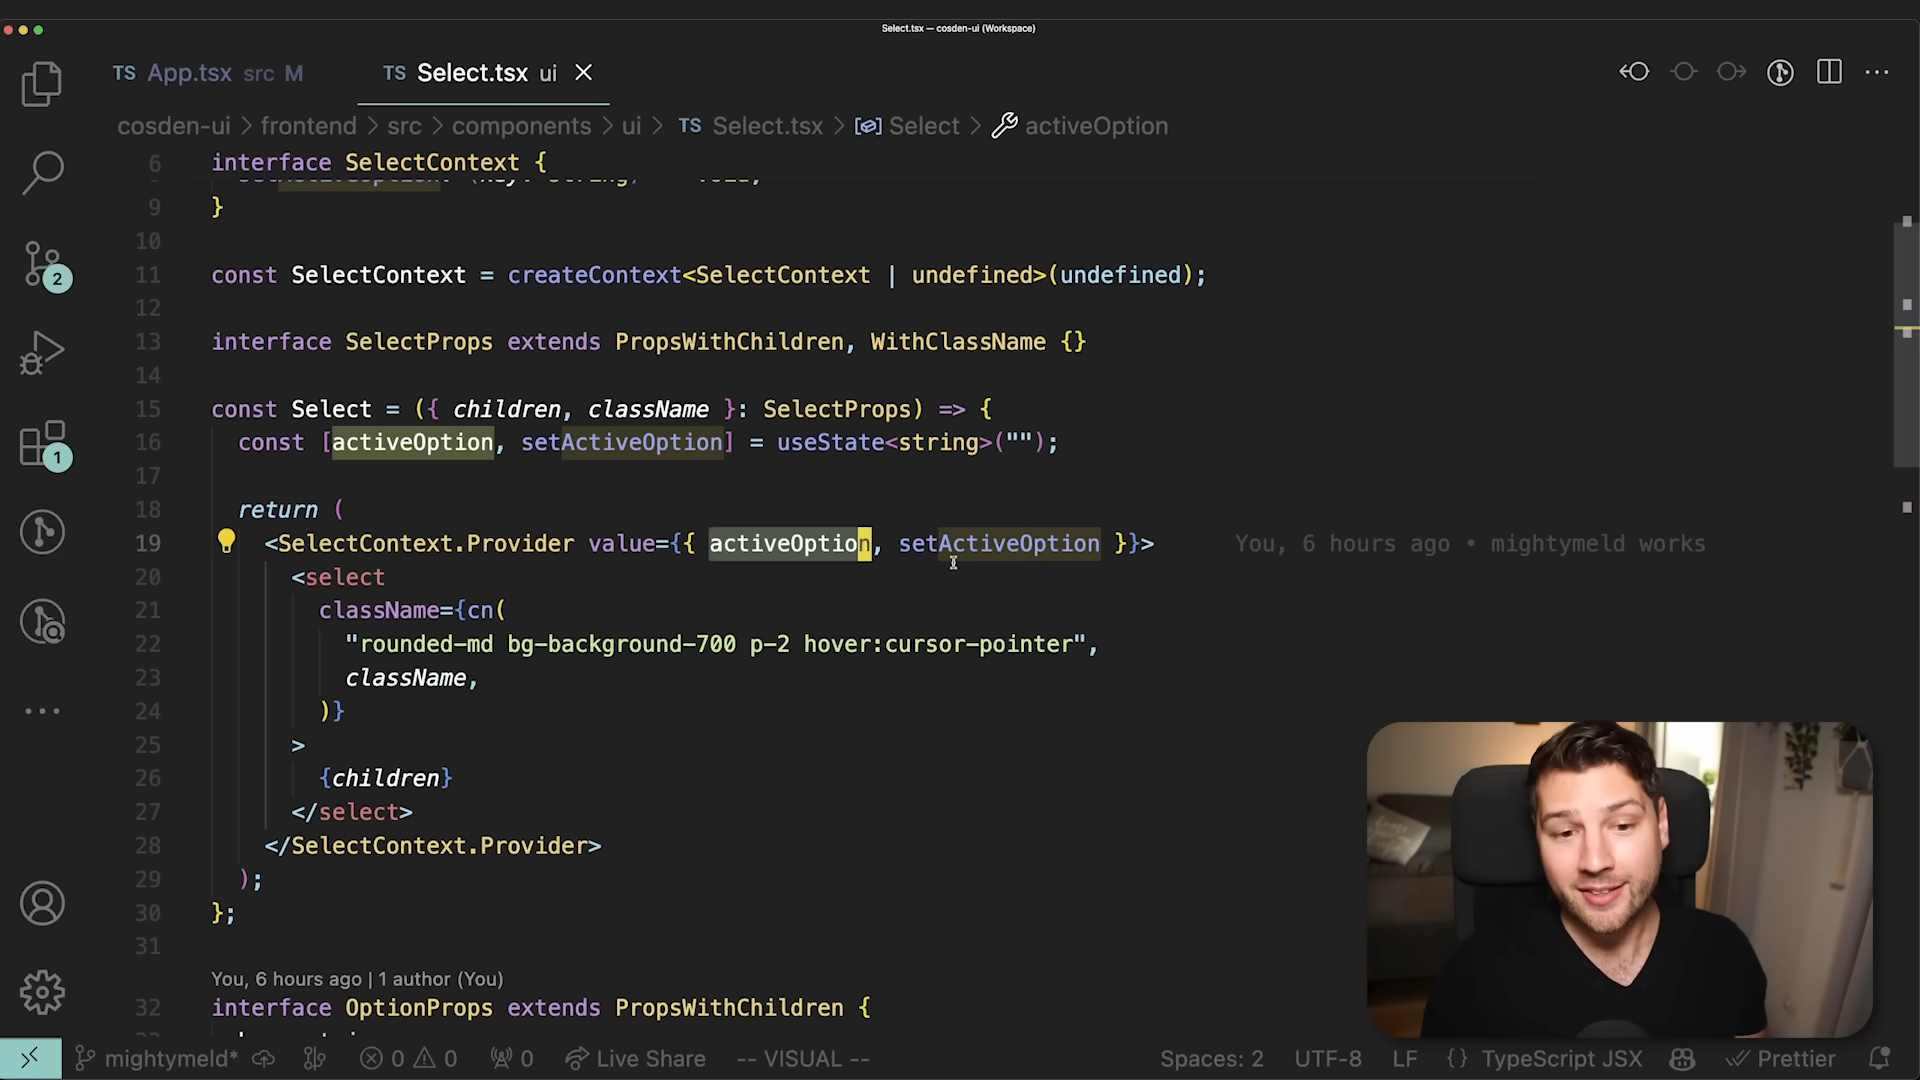 Select.tsx — cosden-ui (Workspace)
TS App.tsx src M
TS Select.tsx ui
cosden-ui > frontend > src > components > ui > TS Select.tsx > Select > activeOption
6 interface SelectContext {
9 }
10
11 const SelectContext = createContext<SelectContext | undefined>(undefined);
12
13 interface SelectProps extends PropsWithChildren, WithClassName {}
14
15 const Select = ({ children, className }: SelectProps) => {
16 const [activeOption, setActiveOption] = useState<string>("");
17
18 return (
19 <SelectContext.Provider value={{ activeOption, setActiveOption }}> You, 6 hours ago • mightymeld works
20 <select
21 className={cn(
22 "rounded-md bg-background-700 p-2 hover:cursor-pointer",
23 className,
24 )}
25 >
26 {children}
27 </select>
28 </SelectContext.Provider>
29 );
30 };
31
You, 6 hours ago | 1 author (You)
32 interface OptionProps extends PropsWithChildren {
2
1
mightymeld* 0 0 0 Live Share -- VISUAL -- Spaces: 2 UTF-8 LF {} TypeScript JSX Prettier